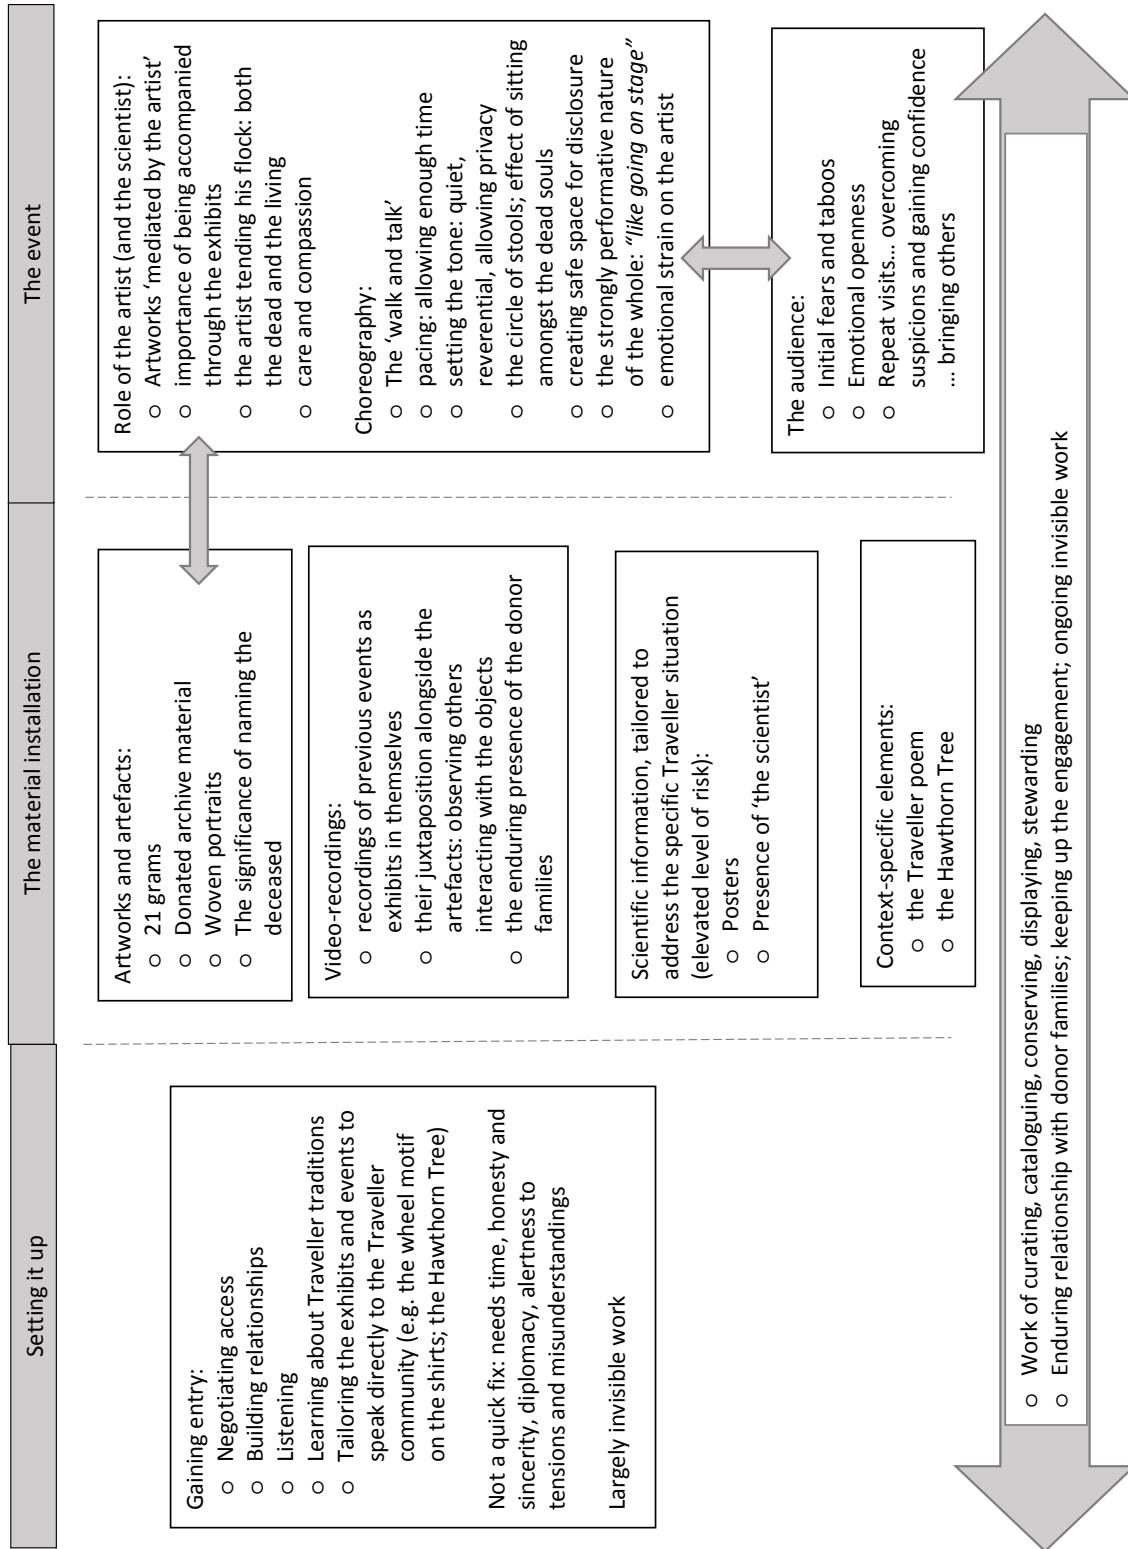 Setting it up
Gaining entry:
○ Negotiating access
○ Building relationships
○ Listening
○ Learning about Traveller traditions
○ Tailoring the exhibits and events to
speak directly to the Traveller
community (e.g. the wheel motif
on the shirts; the Hawthorn Tree)
Not a quick fix: needs time, honesty and
sincerity, diplomacy, alertness to
tensions and misunderstandings
Largely invisible work
The material installation
Artworks and artefacts:
○ 21 grams
○ Donated archive material
○ Woven portraits
○ The significance of naming the
deceased
Video-recordings:
○ recordings of previous events as
exhibits in themselves
○ their juxtaposition alongside the
artefacts: observing others
interacting with the objects
○ the enduring presence of the donor
families
Scientific information, tailored to
address the specific Traveller situation
(elevated level of risk):
○ Posters
○ Presence of ‘the scientist’
Context-specific elements:
○ the Traveller poem
○ the Hawthorn Tree
The event
Role of the artist (and the scientist):
○ Artworks ‘mediated by the artist’
○ importance of being accompanied
through the exhibits
○ the artist tending his flock: both
the dead and the living
○ care and compassion
Choreography:
○ The ‘walk and talk’
○ pacing: allowing enough time
○ setting the tone: quiet,
reverential, allowing privacy
○ the circle of stools; effect of sitting
amongst the dead souls
○ creating safe space for disclosure
○ the strongly performative nature
of the whole: “like going on stage”
○ emotional strain on the artist
The audience:
○ Initial fears and taboos
○ Emotional openness
○ Repeat visits... overcoming
suspicions and gaining confidence
... bringing others
○ Work of curating, cataloguing, conserving, displaying, stewarding
○ Enduring relationship with donor families; keeping up the engagement; ongoing invisible work